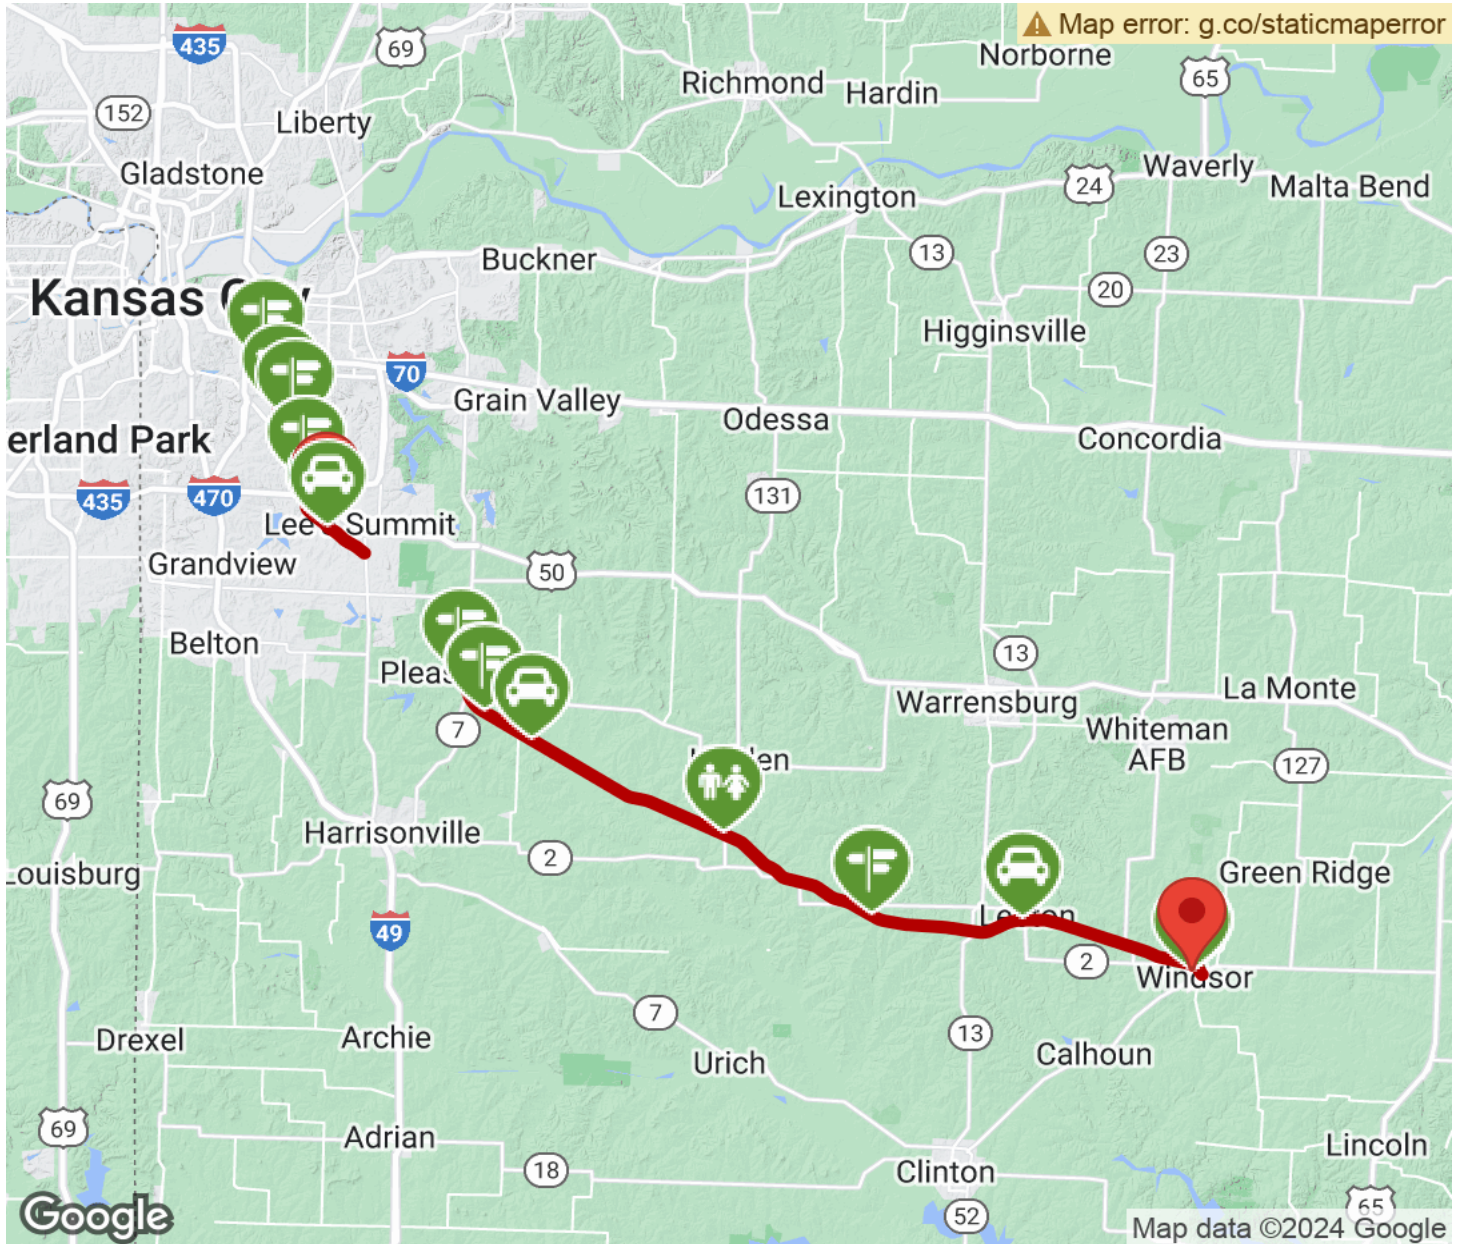 Map error: g.co/staticmaperror
435
69
Norborne
65
Richmond
Hardin
152
Liberty
Gladstone
Waverly
24
Malta Bend
Lexington
13
23
Buckner
20
Kansas
Higginsville
70
Grain Valley
Odessa
erland Park
Concordia
435
470
131
Lee
Summit
Grandview
50
Belton
13
Pleas
La Monte
Warrensburg
7
Whiteman
AFB
en
127
69
Harrisonville
2
Louisburg
Green Ridge
49
2
Windsor
7
13
Drexel
Archie
Urich
Calhoun
69
Adrian
18
Clinton
Lincoln
52
65
Google
Map data ©2024 Google